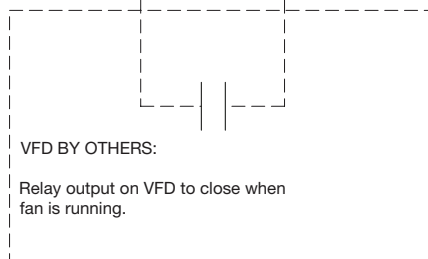 VFD BY OTHERS:
Relay output on VFD to close when
fan is running.